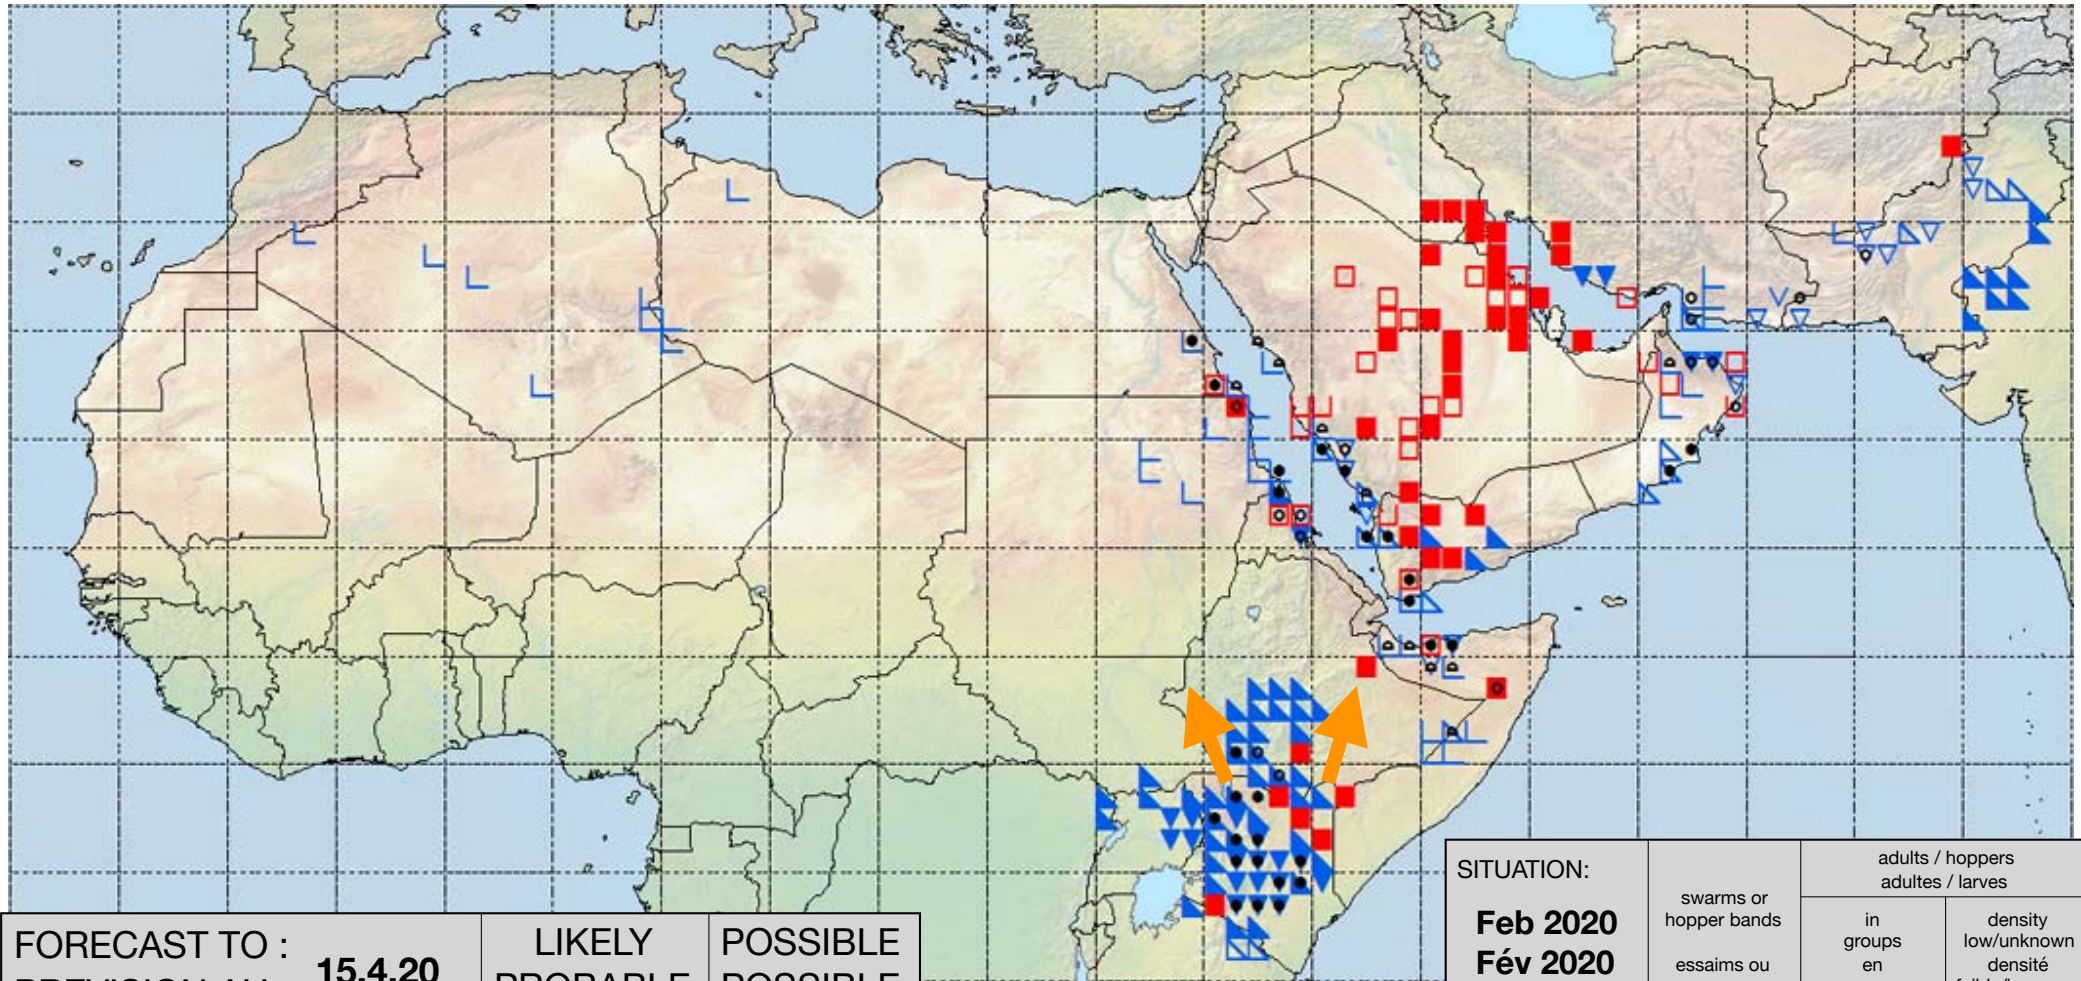 FORECAST TO :
15.4.20
LIKELY
POSSIBLE
SITUATION:
Feb 2020
Fév 2020
swarms or
hopper bands
essaims ou
adults / hoppers
adultes / larves
in
groups
en
density
low/unknown
densité